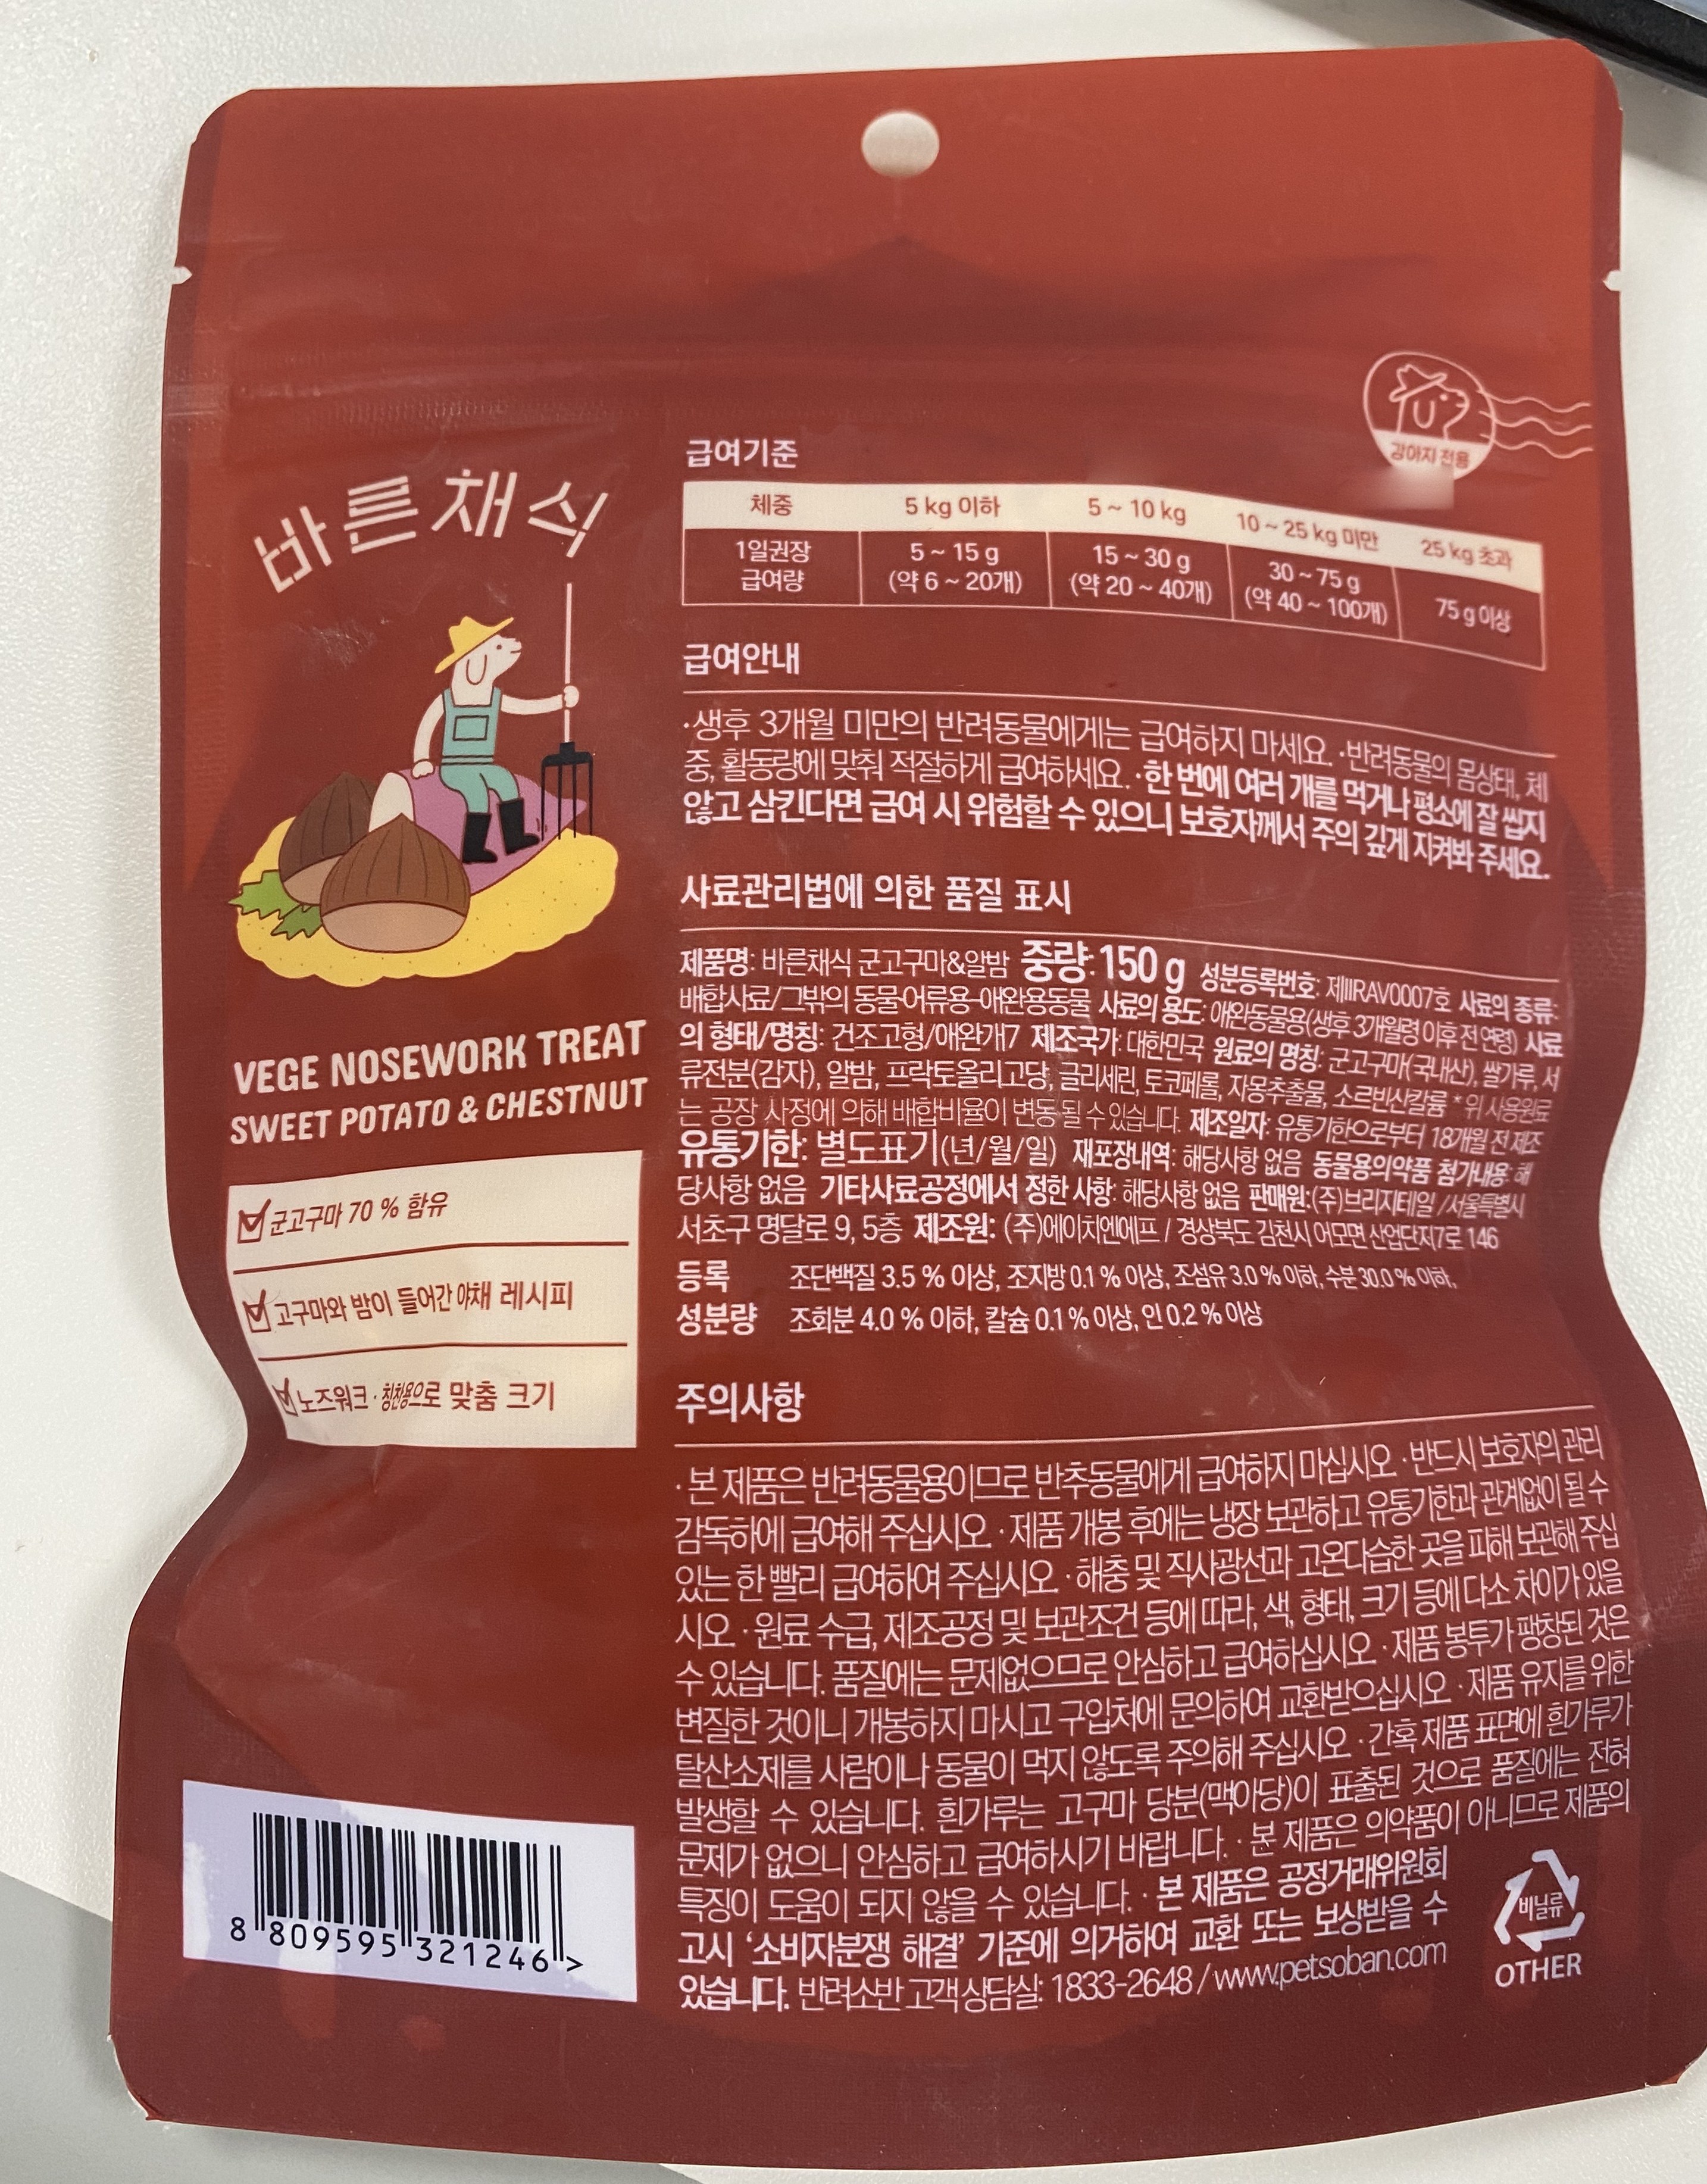 바른채식
VEGE NOSEWORK TREAT
SWEET POTATO & CHESTNUT
군고구마 70 % 함유
고구마와 밤이 들어간 야채 레시피
노즈워크 · 칭찬용으로 맞춤 크기
8 809595 321246 >
강아지 전용
급여기준
체중 5 kg 이하 5 ~ 10 kg 10 ~ 25 kg 미만 25 kg 초과
1일권장 급여량 5 ~ 15 g (약 6 ~ 20개) 15 ~ 30 g (약 20 ~ 40개) 30 ~ 75 g (약 40 ~ 100개) 75 g 이상
급여안내
·생후 3개월 미만의 반려동물에게는 급여하지 마세요. ·반려동물의 몸상태, 체
중, 활동량에 맞춰 적절하게 급여하세요. ·한 번에 여러 개를 먹거나 평소에 잘 씹지
않고 삼킨다면 급여 시 위험할 수 있으니 보호자께서 주의 깊게 지켜봐 주세요.
사료관리법에 의한 품질 표시
제품명: 바른채식 군고구마&알밤 중량: 150 g 성분등록번호: 제IIRAV0007호 사료의 종류:
배합사료/그밖의 동물·어류용-애완용동물 사료의 용도: 애완동물용(생후 3개월령 이후 전 연령) 사료
의 형태/명칭: 건조고형/애완개7 제조국가: 대한민국 원료의 명칭: 군고구마(국내산), 쌀가루, 서
류전분(감자), 알밤, 프락토올리고당, 글리세린, 토코페롤, 자몽추출물, 소르빈산칼륨 *위 사용원료
는 공장 사정에 의해 배합비율이 변동 될 수 있습니다. 제조일자: 유통기한으로부터 18개월 전 제조
유통기한: 별도표기(년/월/일) 재포장내역: 해당사항 없음 동물용의약품 첨가내용: 해
당사항 없음 기타사료공정에서 정한 사항: 해당사항 없음 판매원: (주)브리지테일 / 서울특별시
서초구 명달로 9, 5층 제조원: (주)에이치엔에프 / 경상북도 김천시 어모면 산업단지7로 146
등록 조단백질 3.5 % 이상, 조지방 0.1 % 이상, 조섬유 3.0 % 이하, 수분 30.0 % 이하,
성분량 조회분 4.0 % 이하, 칼슘 0.1 % 이상, 인 0.2 % 이상
주의사항
·본 제품은 반려동물용이므로 반추동물에게 급여하지 마십시오 ·반드시 보호자의 관리
감독하에 급여해 주십시오 ·제품 개봉 후에는 냉장 보관하고 유통기한과 관계없이 될 수
있는 한 빨리 급여하여 주십시오 ·해충 및 직사광선과 고온다습한 곳을 피해 보관해 주십
시오 ·원료 수급, 제조공정 및 보관조건 등에 따라, 색, 형태, 크기 등에 다소 차이가 있을
수 있습니다. 품질에는 문제없으므로 안심하고 급여하십시오 ·제품 봉투가 팽창된 것은
변질한 것이니 개봉하지 마시고 구입처에 문의하여 교환받으십시오 ·제품 유지를 위한
탈산소제를 사람이나 동물이 먹지 않도록 주의해 주십시오 ·간혹 제품 표면에 흰가루가
발생할 수 있습니다. 흰가루는 고구마 당분(맥아당)이 표출된 것으로 품질에는 전혀
문제가 없으니 안심하고 급여하시기 바랍니다. ·본 제품은 의약품이 아니므로 제품의
특징이 도움이 되지 않을 수 있습니다. ·본 제품은 공정거래위원회
고시 ‘소비자분쟁 해결’ 기준에 의거하여 교환 또는 보상받을 수
있습니다. 반려소반 고객상담실: 1833-2648 / www.petsoban.com
비닐류
OTHER